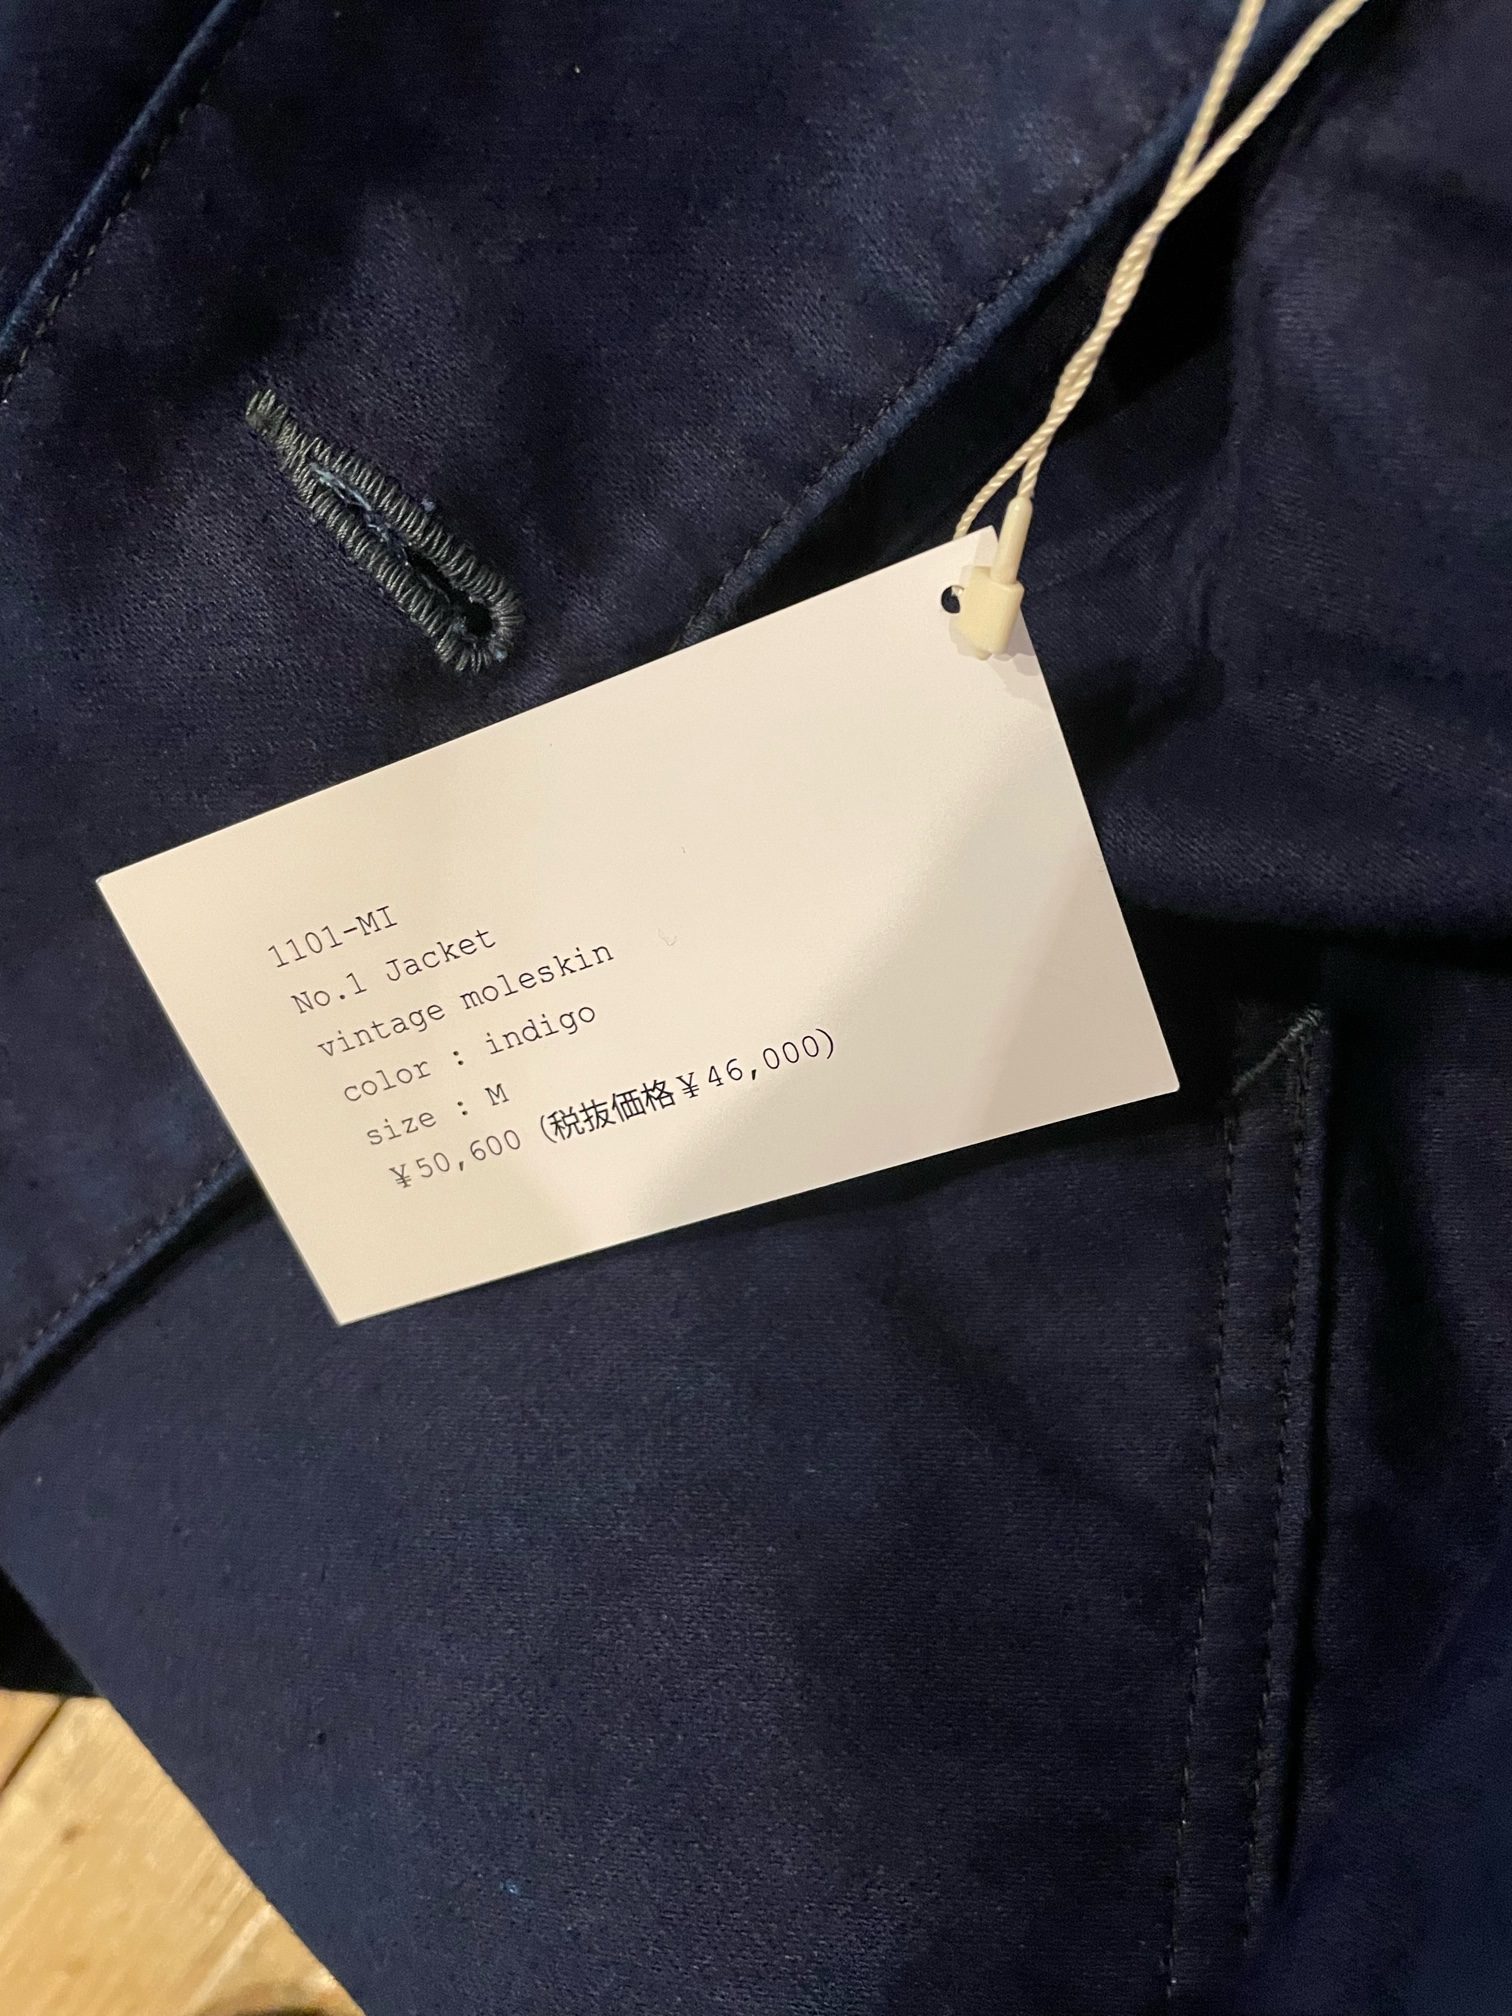 1101-MI
No.1 Jacket
vintage moleskin
color : indigo
size : M
¥50,600 (税抜価格¥46,000)